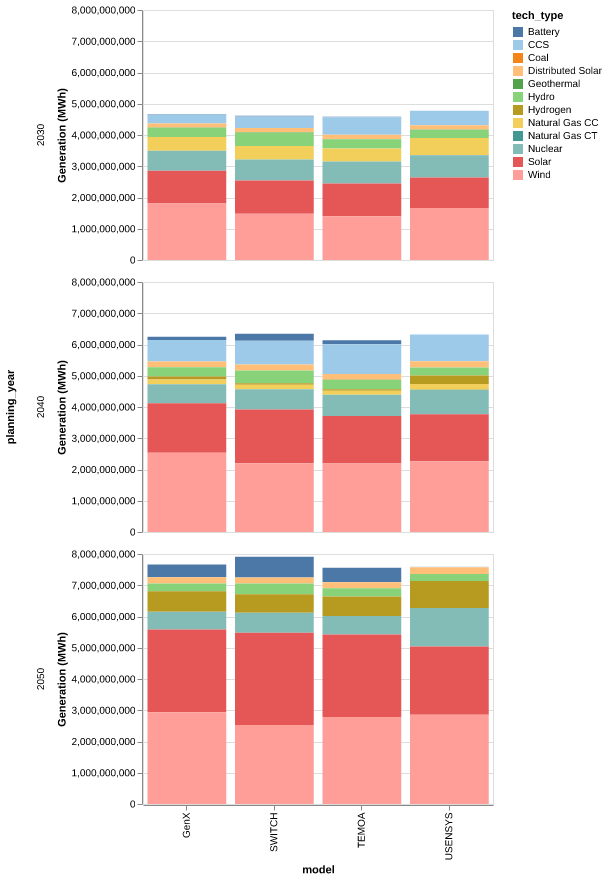 8,000,000,000
7,000,000,000
6,000,000,000
5,000,000,000
4,000,000,000
3,000,000,000
2,000,000,000
1,000,000,000
0
Generation (MWh)
2030
8,000,000,000
7,000,000,000
6,000,000,000
5,000,000,000
4,000,000,000
3,000,000,000
2,000,000,000
1,000,000,000
0
Generation (MWh)
2040
planning_year
8,000,000,000
7,000,000,000
6,000,000,000
5,000,000,000
4,000,000,000
3,000,000,000
2,000,000,000
1,000,000,000
0
Generation (MWh)
2050
GenX
SWITCH
TEMOA
USENSYS
model
tech_type
Battery
CCS
Coal
Distributed Solar
Geothermal
Hydro
Hydrogen
Natural Gas CC
Natural Gas CT
Nuclear
Solar
Wind